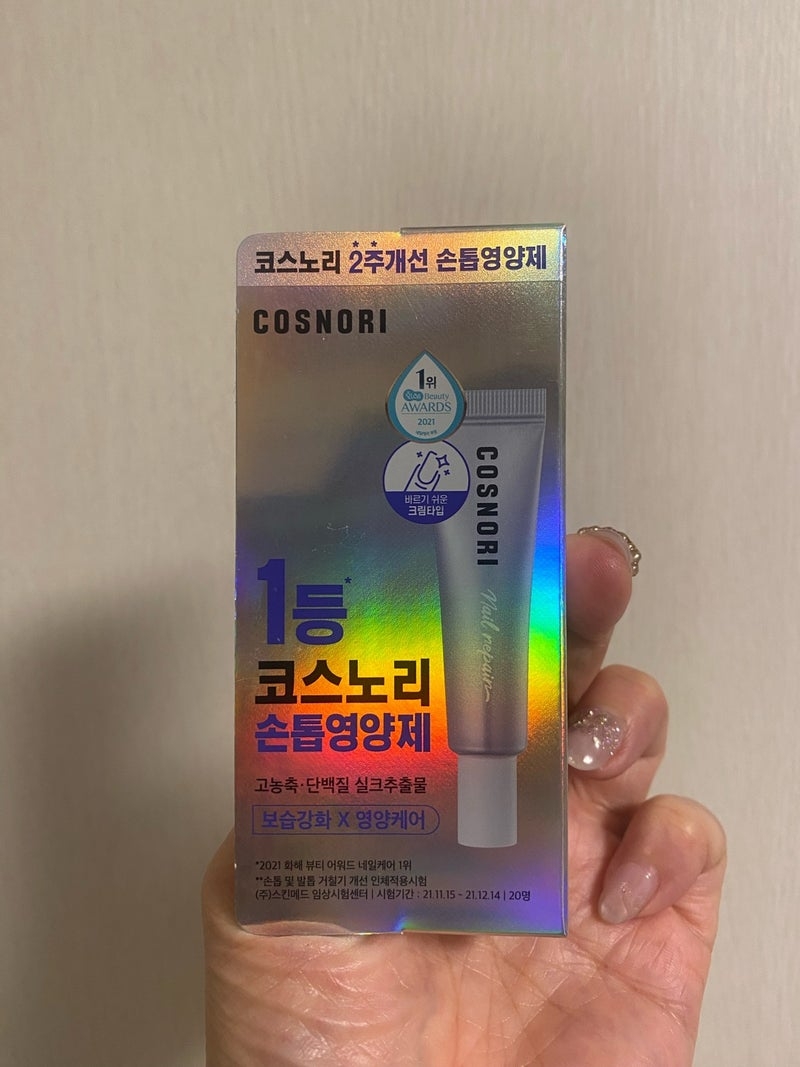 코스노리 2주개선 손톱영양제
COSNORI
1위
화해 Beauty
AWARDS
2021
바르기 쉬운
크림타입
COSNORI
Nail repair
1등*
코스노리
손톱영양제
고농축·단백질 실크추출물
보습강화 X 영양케어
*2021 화해 뷰티 어워드 네일케어 1위
**손톱 및 발톱 거칠기 개선 인체적용시험
(주)스킨메드 임상시험센터 | 시험기간 : 21.11.15 ~ 21.12.14 | 20명